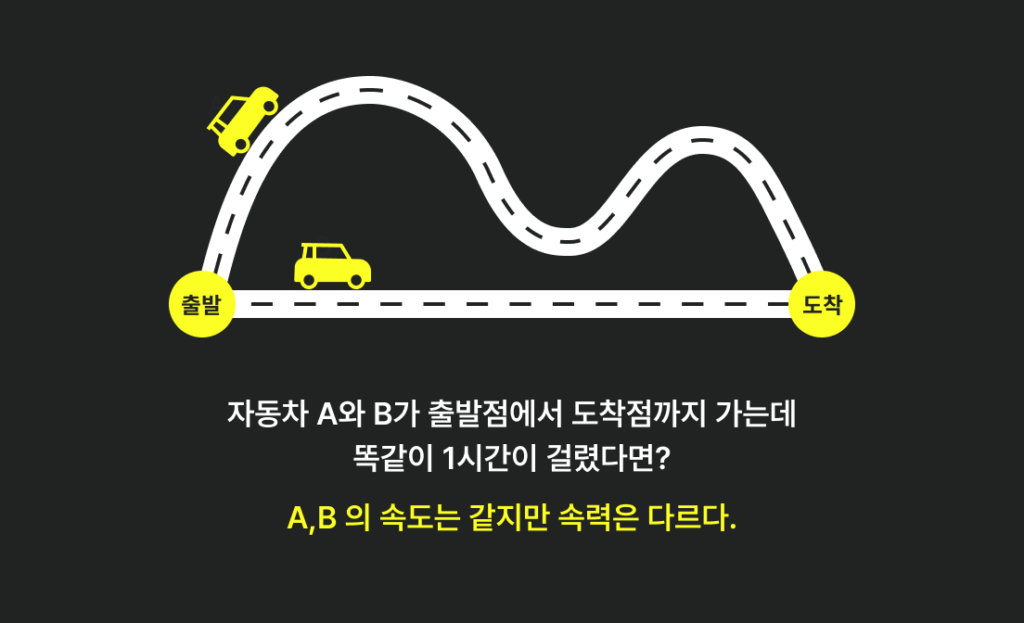 출발
도착
자동차 A와 B가 출발점에서 도착점까지 가는데
똑같이 1시간이 걸렸다면?
A,B 의 속도는 같지만 속력은 다르다.